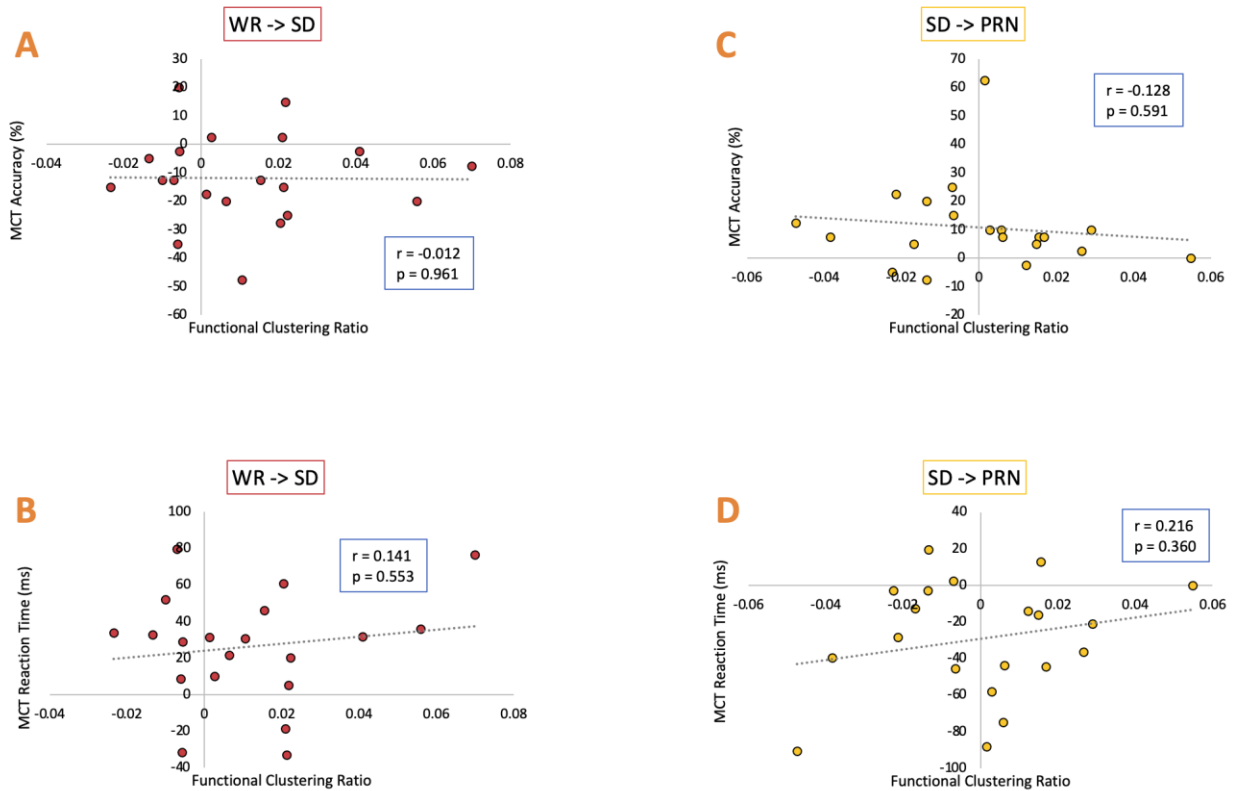 A
WR -> SD
MCT Accuracy (%)
30
20
10
0
-10
-20
-30
-40
-50
-60
-0.04
-0.02
0
0.02
0.04
0.06
0.08
r = -0.012
p = 0.961
Functional Clustering Ratio
C
SD -> PRN
MCT Accuracy (%)
70
60
50
40
30
20
10
0
-10
-20
-0.06
-0.04
-0.02
0
0.02
0.04
0.06
r = -0.128
p = 0.591
Functional Clustering Ratio
B
WR -> SD
MCT Reaction Time (ms)
100
80
60
40
20
0
-20
-40
-0.04
-0.02
0
0.02
0.04
0.06
0.08
r = 0.141
p = 0.553
Functional Clustering Ratio
D
SD -> PRN
MCT Reaction Time (ms)
40
20
0
-20
-40
-60
-80
-100
-0.06
-0.04
-0.02
0
0.02
0.04
0.06
r = 0.216
p = 0.360
Functional Clustering Ratio